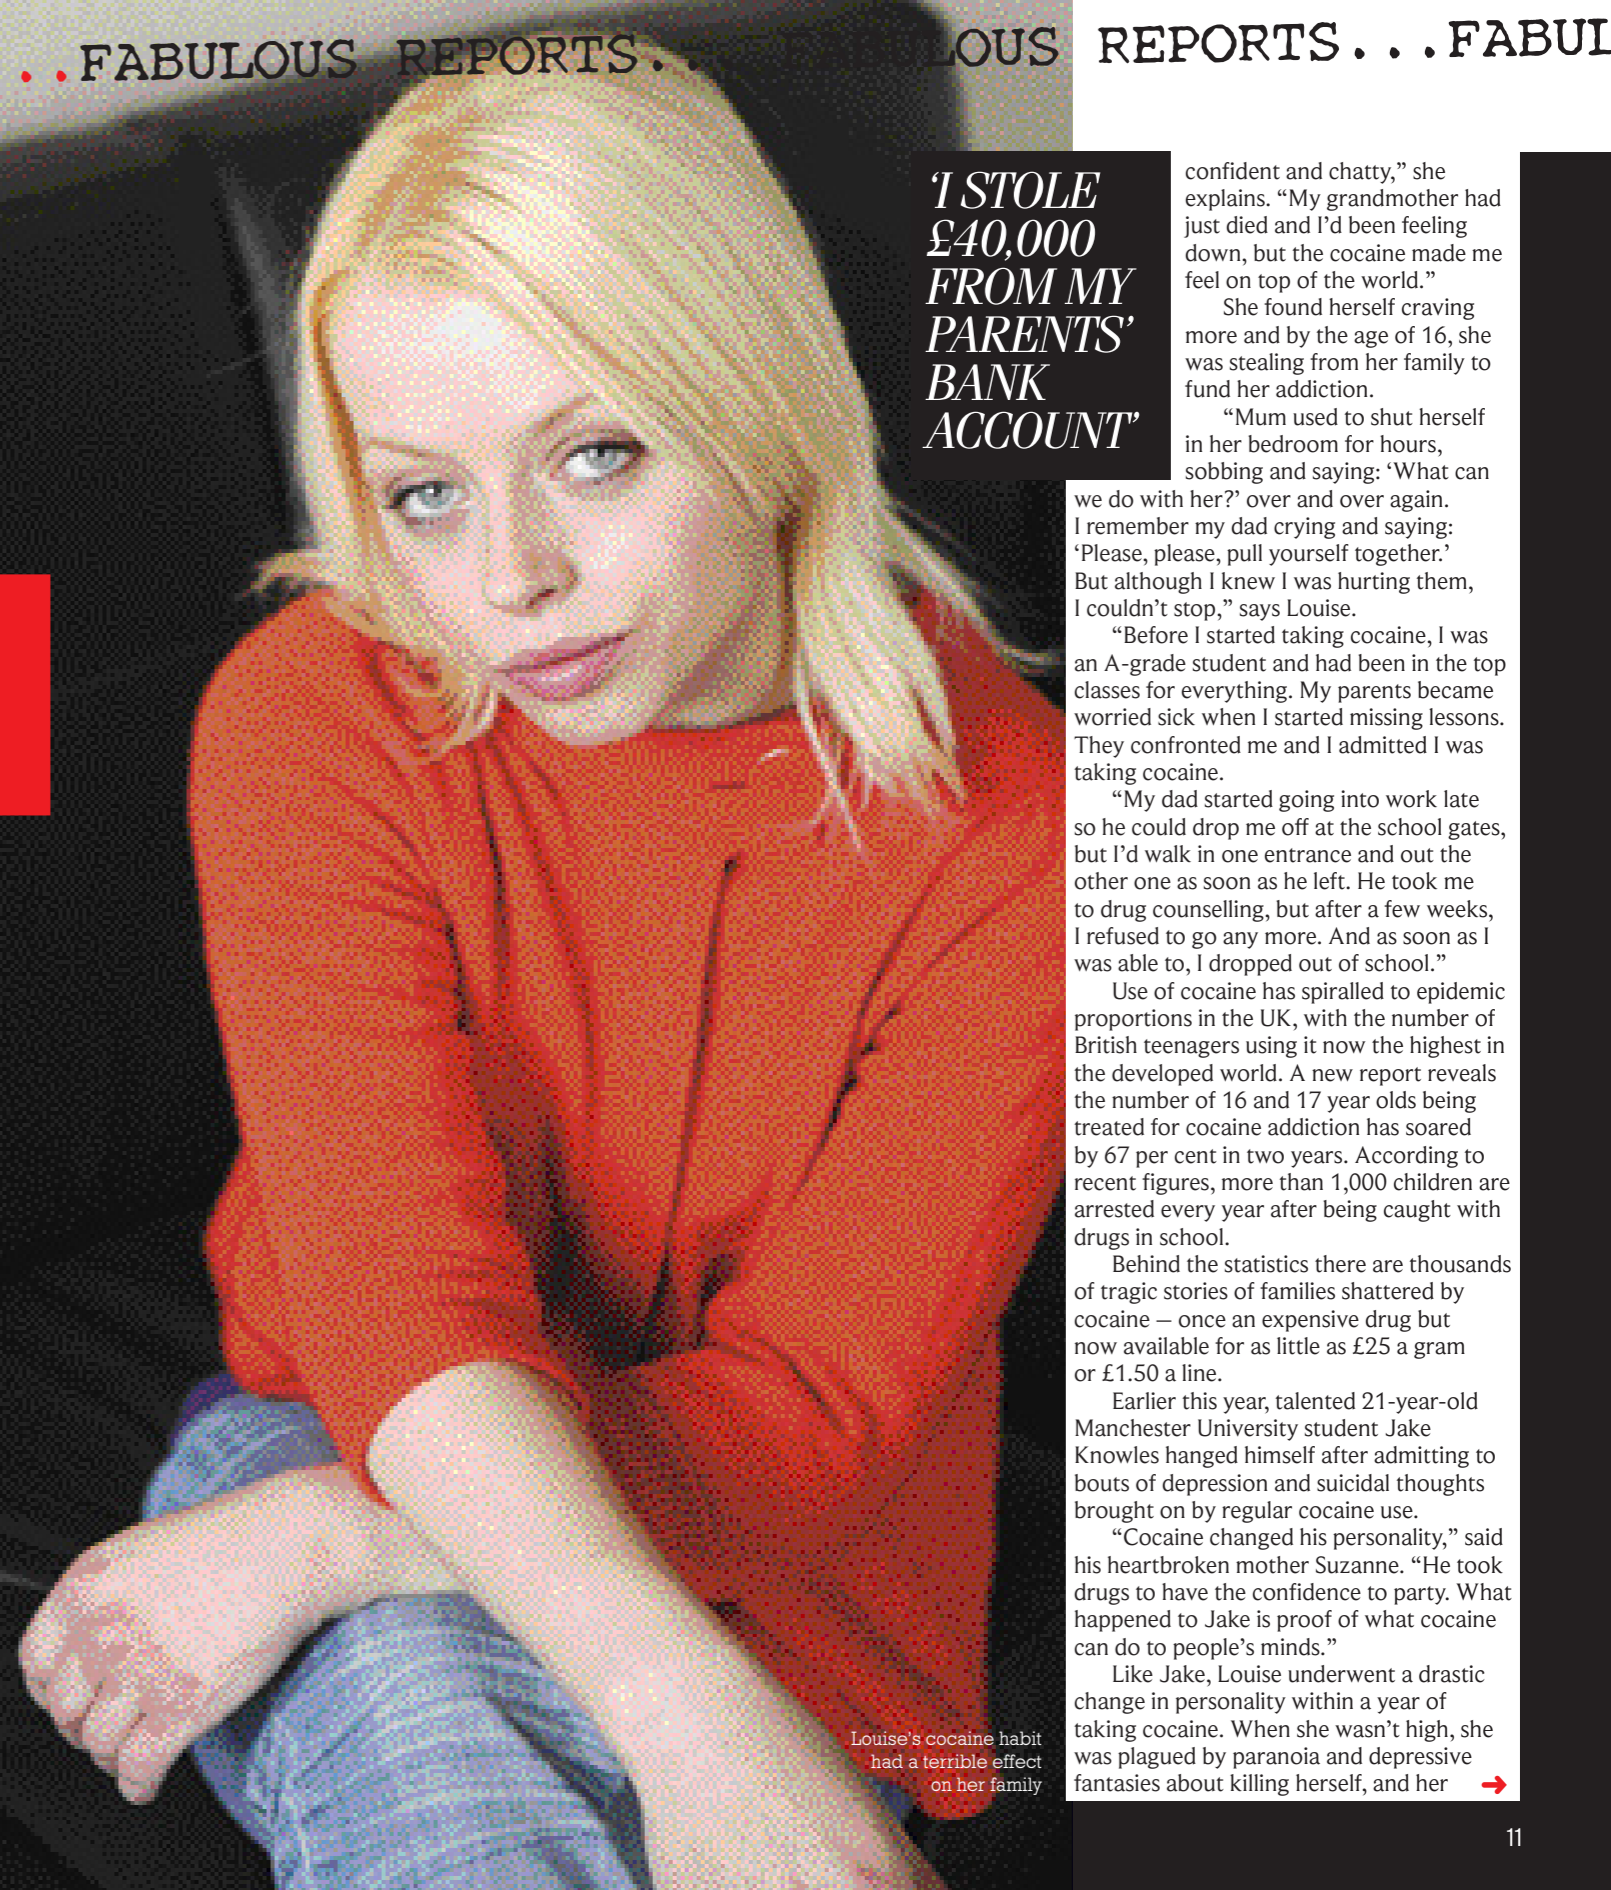 ..FABULOUS REPORTS.. LOUS REPORTS...FABUL
‘I STOLE
£40,000
FROM MY
PARENTS’
BANK
ACCOUNT’
confident and chatty,” she
explains. “My grandmother had
just died and I’d been feeling
down, but the cocaine made me
feel on top of the world.”
She found herself craving
more and by the age of 16, she
was stealing from her family to
fund her addiction.
“Mum used to shut herself
in her bedroom for hours,
sobbing and saying: ‘What can
we do with her?’ over and over again.
I remember my dad crying and saying:
‘Please, please, pull yourself together.’
But although I knew I was hurting them,
I couldn’t stop,” says Louise.
“Before I started taking cocaine, I was
an A-grade student and had been in the top
classes for everything. My parents became
worried sick when I started missing lessons.
They confronted me and I admitted I was
taking cocaine.
“My dad started going into work late
so he could drop me off at the school gates,
but I’d walk in one entrance and out the
other one as soon as he left. He took me
to drug counselling, but after a few weeks,
I refused to go any more. And as soon as I
was able to, I dropped out of school.”
Use of cocaine has spiralled to epidemic
proportions in the UK, with the number of
British teenagers using it now the highest in
the developed world. A new report reveals
the number of 16 and 17 year olds being
treated for cocaine addiction has soared
by 67 per cent in two years. According to
recent figures, more than 1,000 children are
arrested every year after being caught with
drugs in school.
Behind the statistics there are thousands
of tragic stories of families shattered by
cocaine – once an expensive drug but
now available for as little as £25 a gram
or £1.50 a line.
Earlier this year, talented 21-year-old
Manchester University student Jake
Knowles hanged himself after admitting to
bouts of depression and suicidal thoughts
brought on by regular cocaine use.
“Cocaine changed his personality,” said
his heartbroken mother Suzanne. “He took
drugs to have the confidence to party. What
happened to Jake is proof of what cocaine
can do to people’s minds.”
Like Jake, Louise underwent a drastic
change in personality within a year of
taking cocaine. When she wasn’t high, she
was plagued by paranoia and depressive
fantasies about killing herself, and her
Louise’s cocaine habit
had a terrible effect
on her family
11